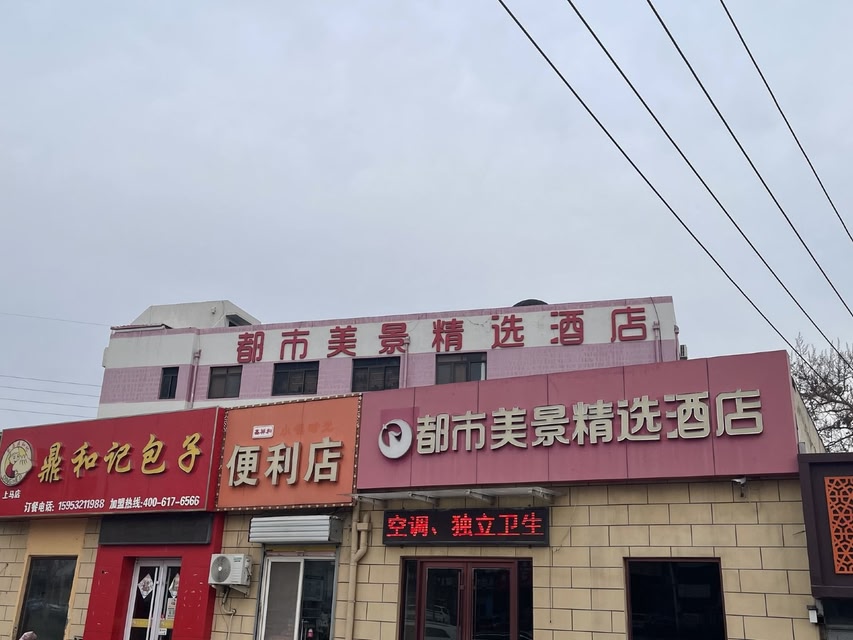 都市美景精选酒店
鼎和记包子
上马店
订餐电话: 15953211988 加盟热线:400-617-6566
便利店
都市美景精选酒店
空调、独立卫生